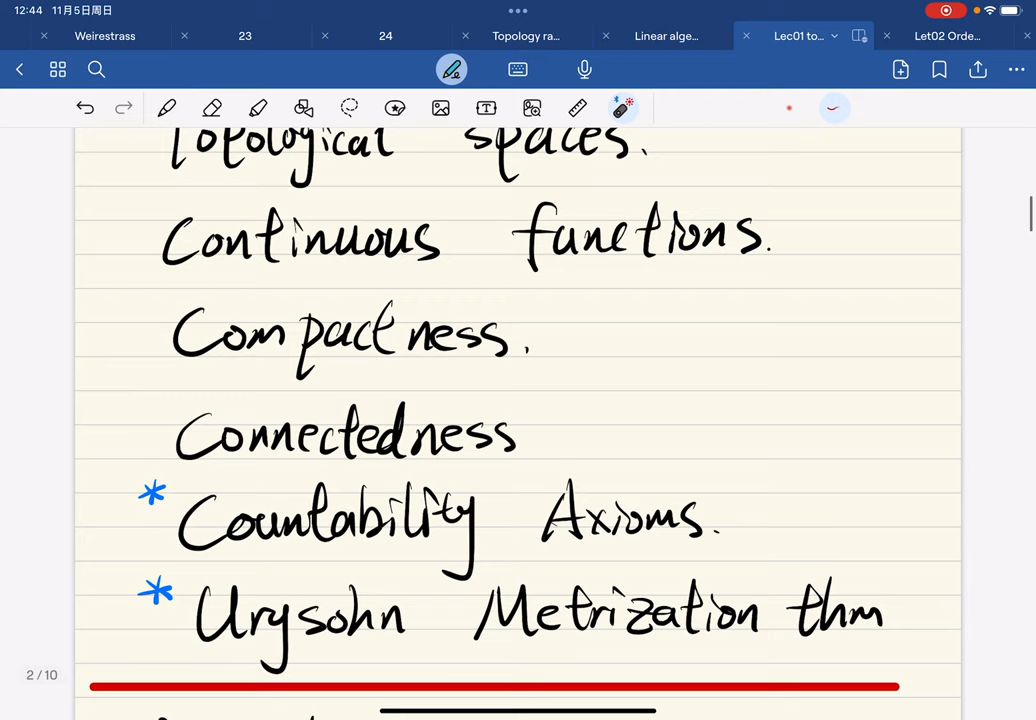 12:44 11月5日周日
Weirestrass
23
24
Topology ra...
Linear alge...
Lec01 to...
Let02 Orde...
Topological spaces.
Continuous functions.
Compactness.
Connectedness
* Countability Axioms.
* Urysohn Metrization thm
2/10